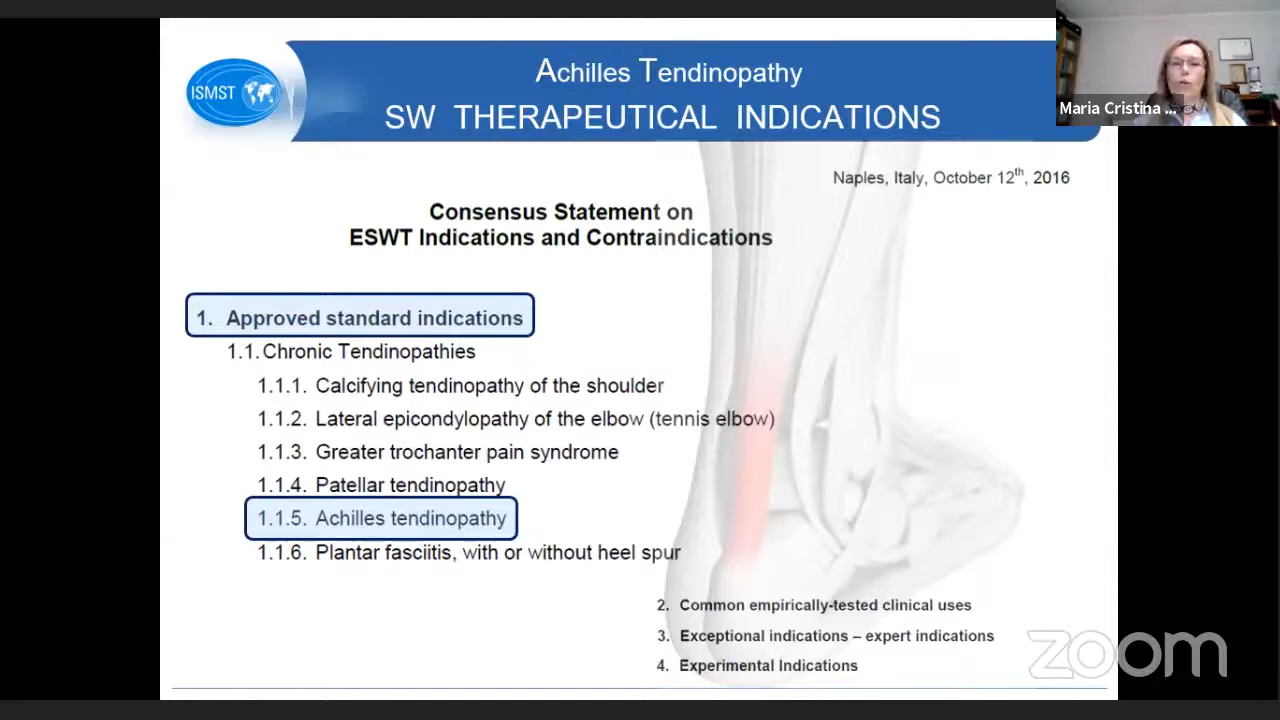 ISMST
Achilles Tendinopathy
SW THERAPEUTICAL INDICATIONS
Maria Cristina ...
Naples, Italy, October 12th, 2016
Consensus Statement on
ESWT Indications and Contraindications
1. Approved standard indications
1.1. Chronic Tendinopathies
1.1.1. Calcifying tendinopathy of the shoulder
1.1.2. Lateral epicondylopathy of the elbow (tennis elbow)
1.1.3. Greater trochanter pain syndrome
1.1.4. Patellar tendinopathy
1.1.5. Achilles tendinopathy
1.1.6. Plantar fasciitis, with or without heel spur
2. Common empirically-tested clinical uses
3. Exceptional indications – expert indications
4. Experimental Indications
zoom